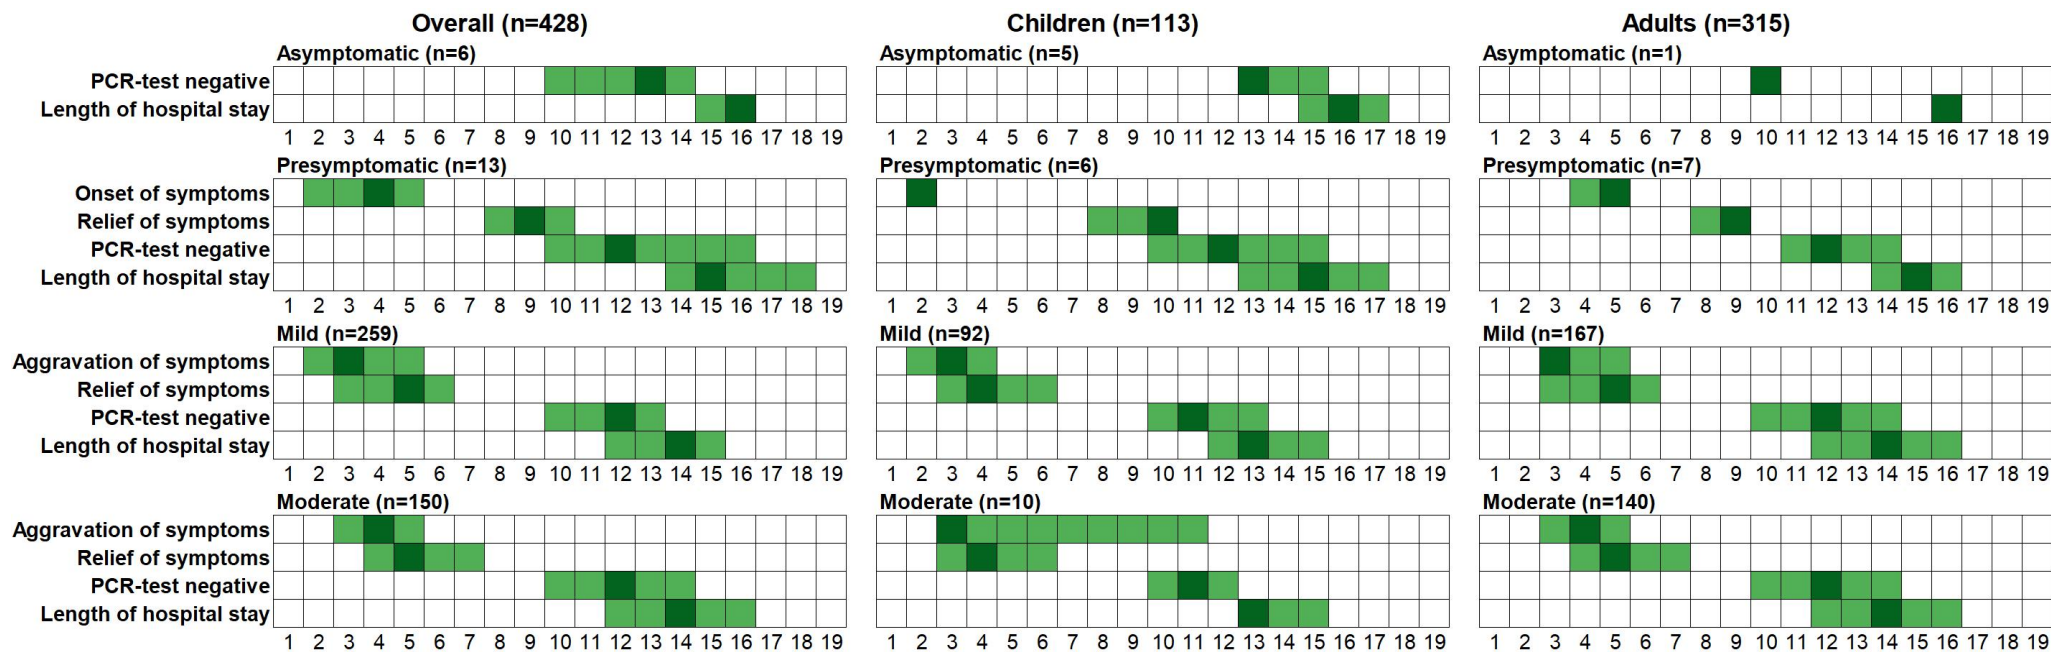 Overall (n=428) Children (n=113) Adults (n=315)
Asymptomatic (n=6) Asymptomatic (n=5) Asymptomatic (n=1)
PCR-test negative
Length of hospital stay
1 2 3 4 5 6 7 8 9 10 11 12 13 14 15 16 17 18 19 1 2 3 4 5 6 7 8 9 10 11 12 13 14 15 16 17 18 19 1 2 3 4 5 6 7 8 9 10 11 12 13 14 15 16 17 18 19
Presymptomatic (n=13) Presymptomatic (n=6) Presymptomatic (n=7)
Onset of symptoms
Relief of symptoms
PCR-test negative
Length of hospital stay
1 2 3 4 5 6 7 8 9 10 11 12 13 14 15 16 17 18 19 1 2 3 4 5 6 7 8 9 10 11 12 13 14 15 16 17 18 19 1 2 3 4 5 6 7 8 9 10 11 12 13 14 15 16 17 18 19
Mild (n=259) Mild (n=92) Mild (n=167)
Aggravation of symptoms
Relief of symptoms
PCR-test negative
Length of hospital stay
1 2 3 4 5 6 7 8 9 10 11 12 13 14 15 16 17 18 19 1 2 3 4 5 6 7 8 9 10 11 12 13 14 15 16 17 18 19 1 2 3 4 5 6 7 8 9 10 11 12 13 14 15 16 17 18 19
Moderate (n=150) Moderate (n=10) Moderate (n=140)
Aggravation of symptoms
Relief of symptoms
PCR-test negative
Length of hospital stay
1 2 3 4 5 6 7 8 9 10 11 12 13 14 15 16 17 18 19 1 2 3 4 5 6 7 8 9 10 11 12 13 14 15 16 17 18 19 1 2 3 4 5 6 7 8 9 10 11 12 13 14 15 16 17 18 19